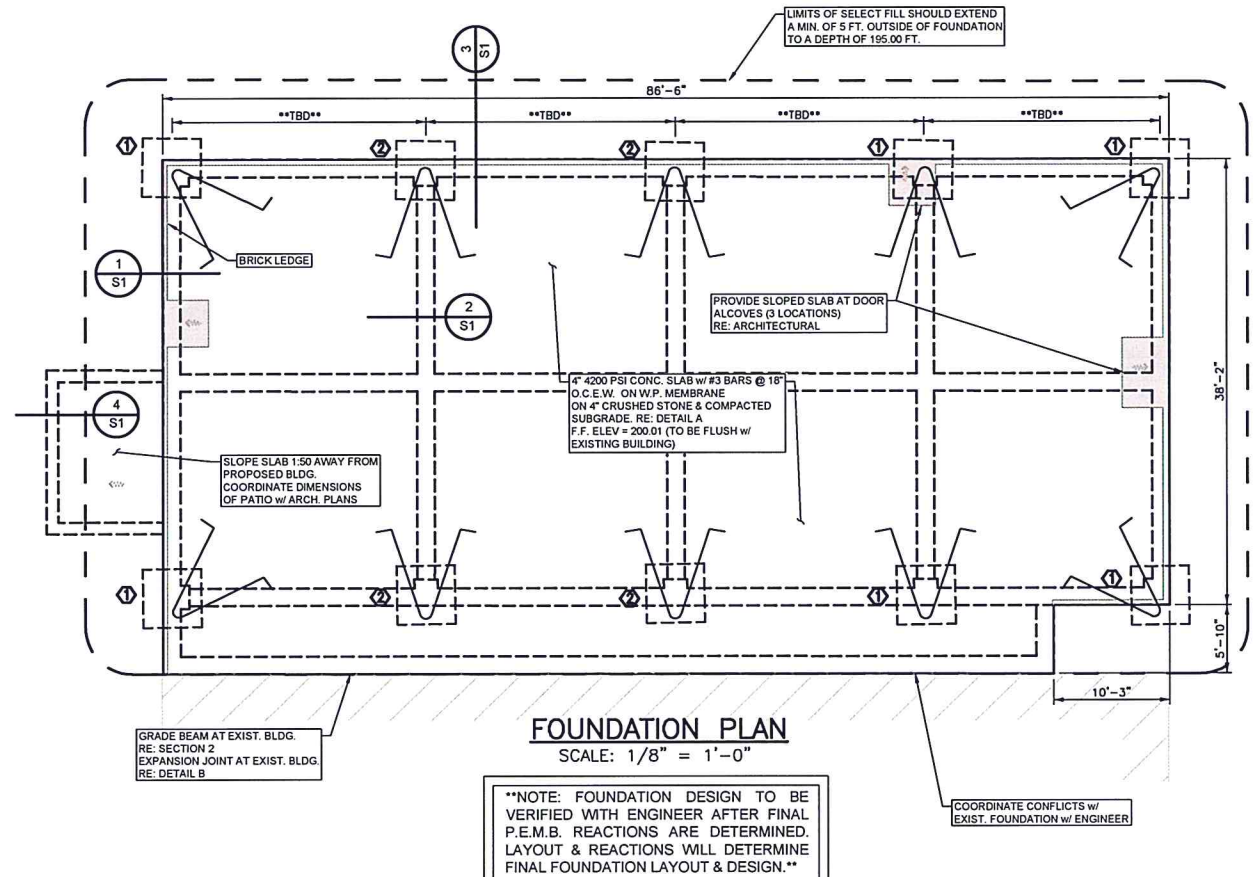 LIMITS OF SELECT FILL SHOULD EXTEND
A MIN. OF 5 FT. OUTSIDE OF FOUNDATION
TO A DEPTH OF 195.00 FT.
3
S1
86'-6"
**TBD**
**TBD**
**TBD**
**TBD**
1
2
2
1
1
BRICK LEDGE
1
S1
2
S1
PROVIDE SLOPED SLAB AT DOOR
ALCOVES (3 LOCATIONS)
RE: ARCHITECTURAL
38'-2"
4" 4200 PSI CONC. SLAB w/ #3 BARS @ 18"
O.C.E.W. ON W.P. MEMBRANE
ON 4" CRUSHED STONE & COMPACTED
SUBGRADE. RE: DETAIL A
F.F. ELEV = 200.01 (TO BE FLUSH w/
EXISTING BUILDING)
4
S1
SLOPE SLAB 1:50 AWAY FROM
PROPOSED BLDG.
COORDINATE DIMENSIONS
OF PATIO w/ ARCH. PLANS
1
2
2
1
1
5'-10"
10'-3"
GRADE BEAM AT EXIST. BLDG.
RE: SECTION 2
EXPANSION JOINT AT EXIST. BLDG.
RE: DETAIL B
FOUNDATION PLAN
SCALE: 1/8" = 1'-0"
**NOTE: FOUNDATION DESIGN TO BE
VERIFIED WITH ENGINEER AFTER FINAL
P.E.M.B. REACTIONS ARE DETERMINED.
LAYOUT & REACTIONS WILL DETERMINE
FINAL FOUNDATION LAYOUT & DESIGN.**
COORDINATE CONFLICTS w/
EXIST. FOUNDATION w/ ENGINEER